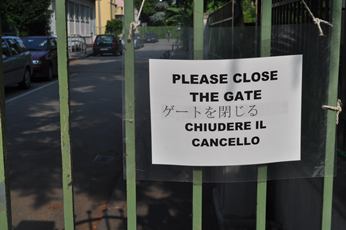 PLEASE CLOSE
THE GATE
ゲートを閉じる
CHIUDERE IL
CANCELLO